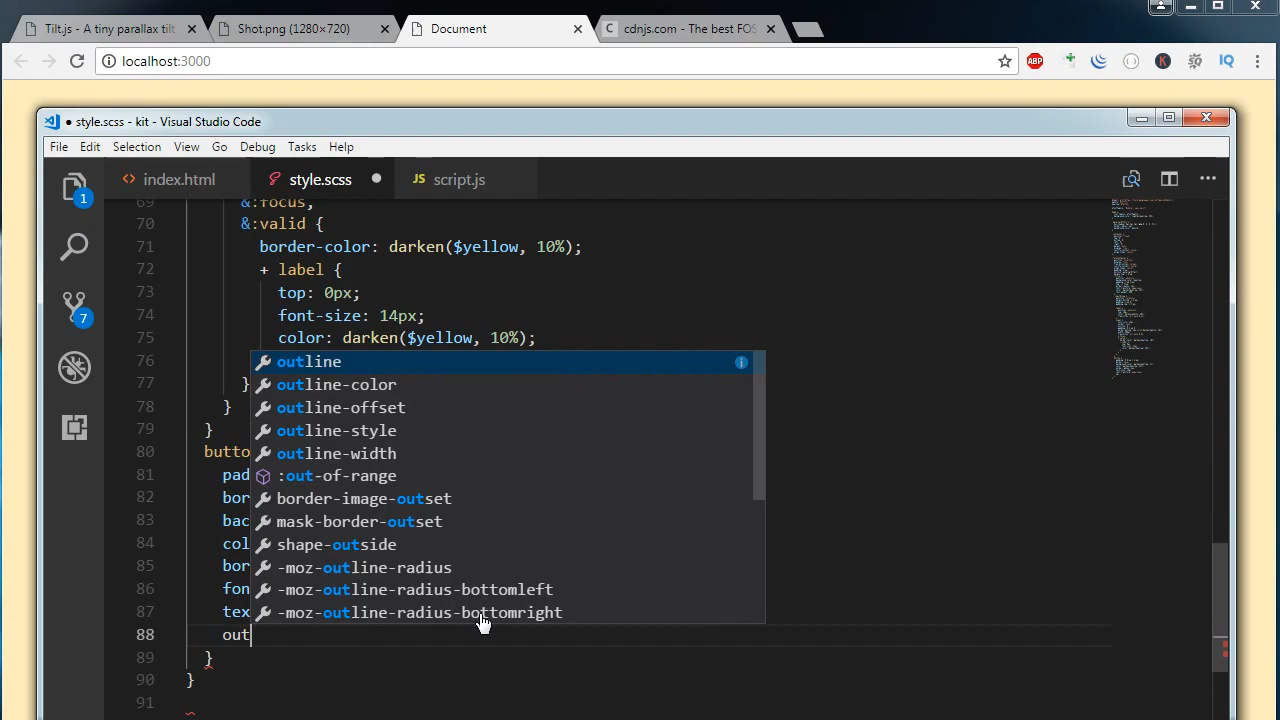 Tilt.js - A tiny parallax tilt
Shot.png (1280×720)
Document
cdnjs.com - The best FOS
localhost:3000
ABP
K
IQ
● style.scss - kit - Visual Studio Code
File Edit Selection View Go Debug Tasks Help
1
index.html
style.scss
JS script.js
7
69 &:focus,
70 &:valid {
71 border-color: darken($yellow, 10%);
72 + label {
73 top: 0px;
74 font-size: 14px;
75 color: darken($yellow, 10%);
76
77 }
78 }
79 }
80 butto
81 pad
82 bor
83 bac
84 col
85 bor
86 fon
87 tex
88 out
89 }
90 }
91
outline
outline-color
outline-offset
outline-style
outline-width
:out-of-range
border-image-outset
mask-border-outset
shape-outside
-moz-outline-radius
-moz-outline-radius-bottomleft
-moz-outline-radius-bottomright